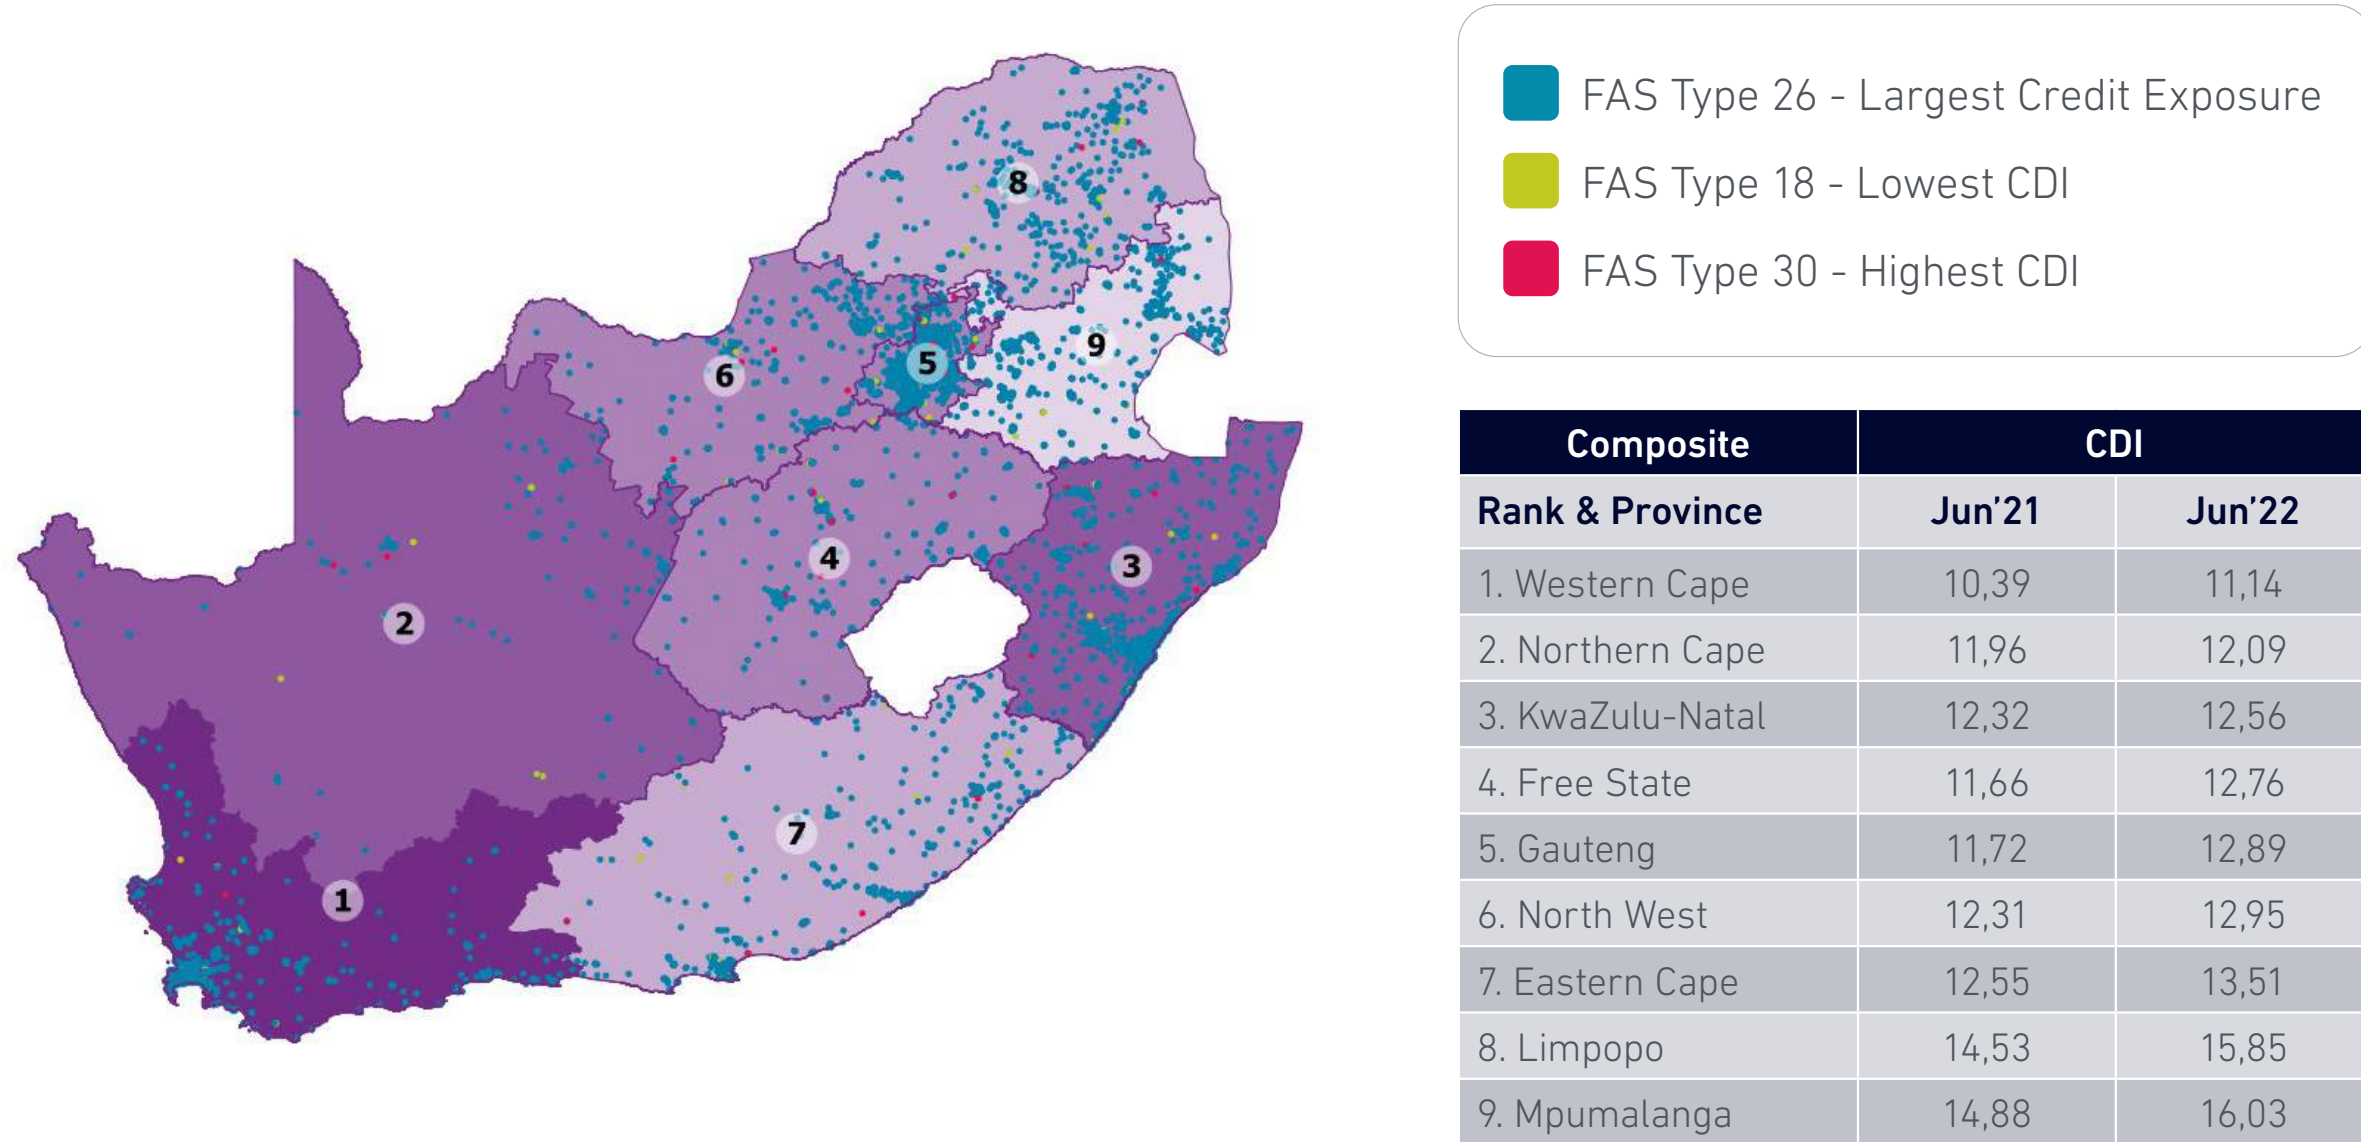 FAS Type 26 - Largest Credit Exposure
FAS Type 18 - Lowest CDI
FAS Type 30 - Highest CDI
8
5
9
6
4
3
2
7
1
Composite CDI
Rank & Province Jun'21 Jun'22
1. Western Cape 10,39 11,14
2. Northern Cape 11,96 12,09
3. KwaZulu-Natal 12,32 12,56
4. Free State 11,66 12,76
5. Gauteng 11,72 12,89
6. North West 12,31 12,95
7. Eastern Cape 12,55 13,51
8. Limpopo 14,53 15,85
9. Mpumalanga 14,88 16,03